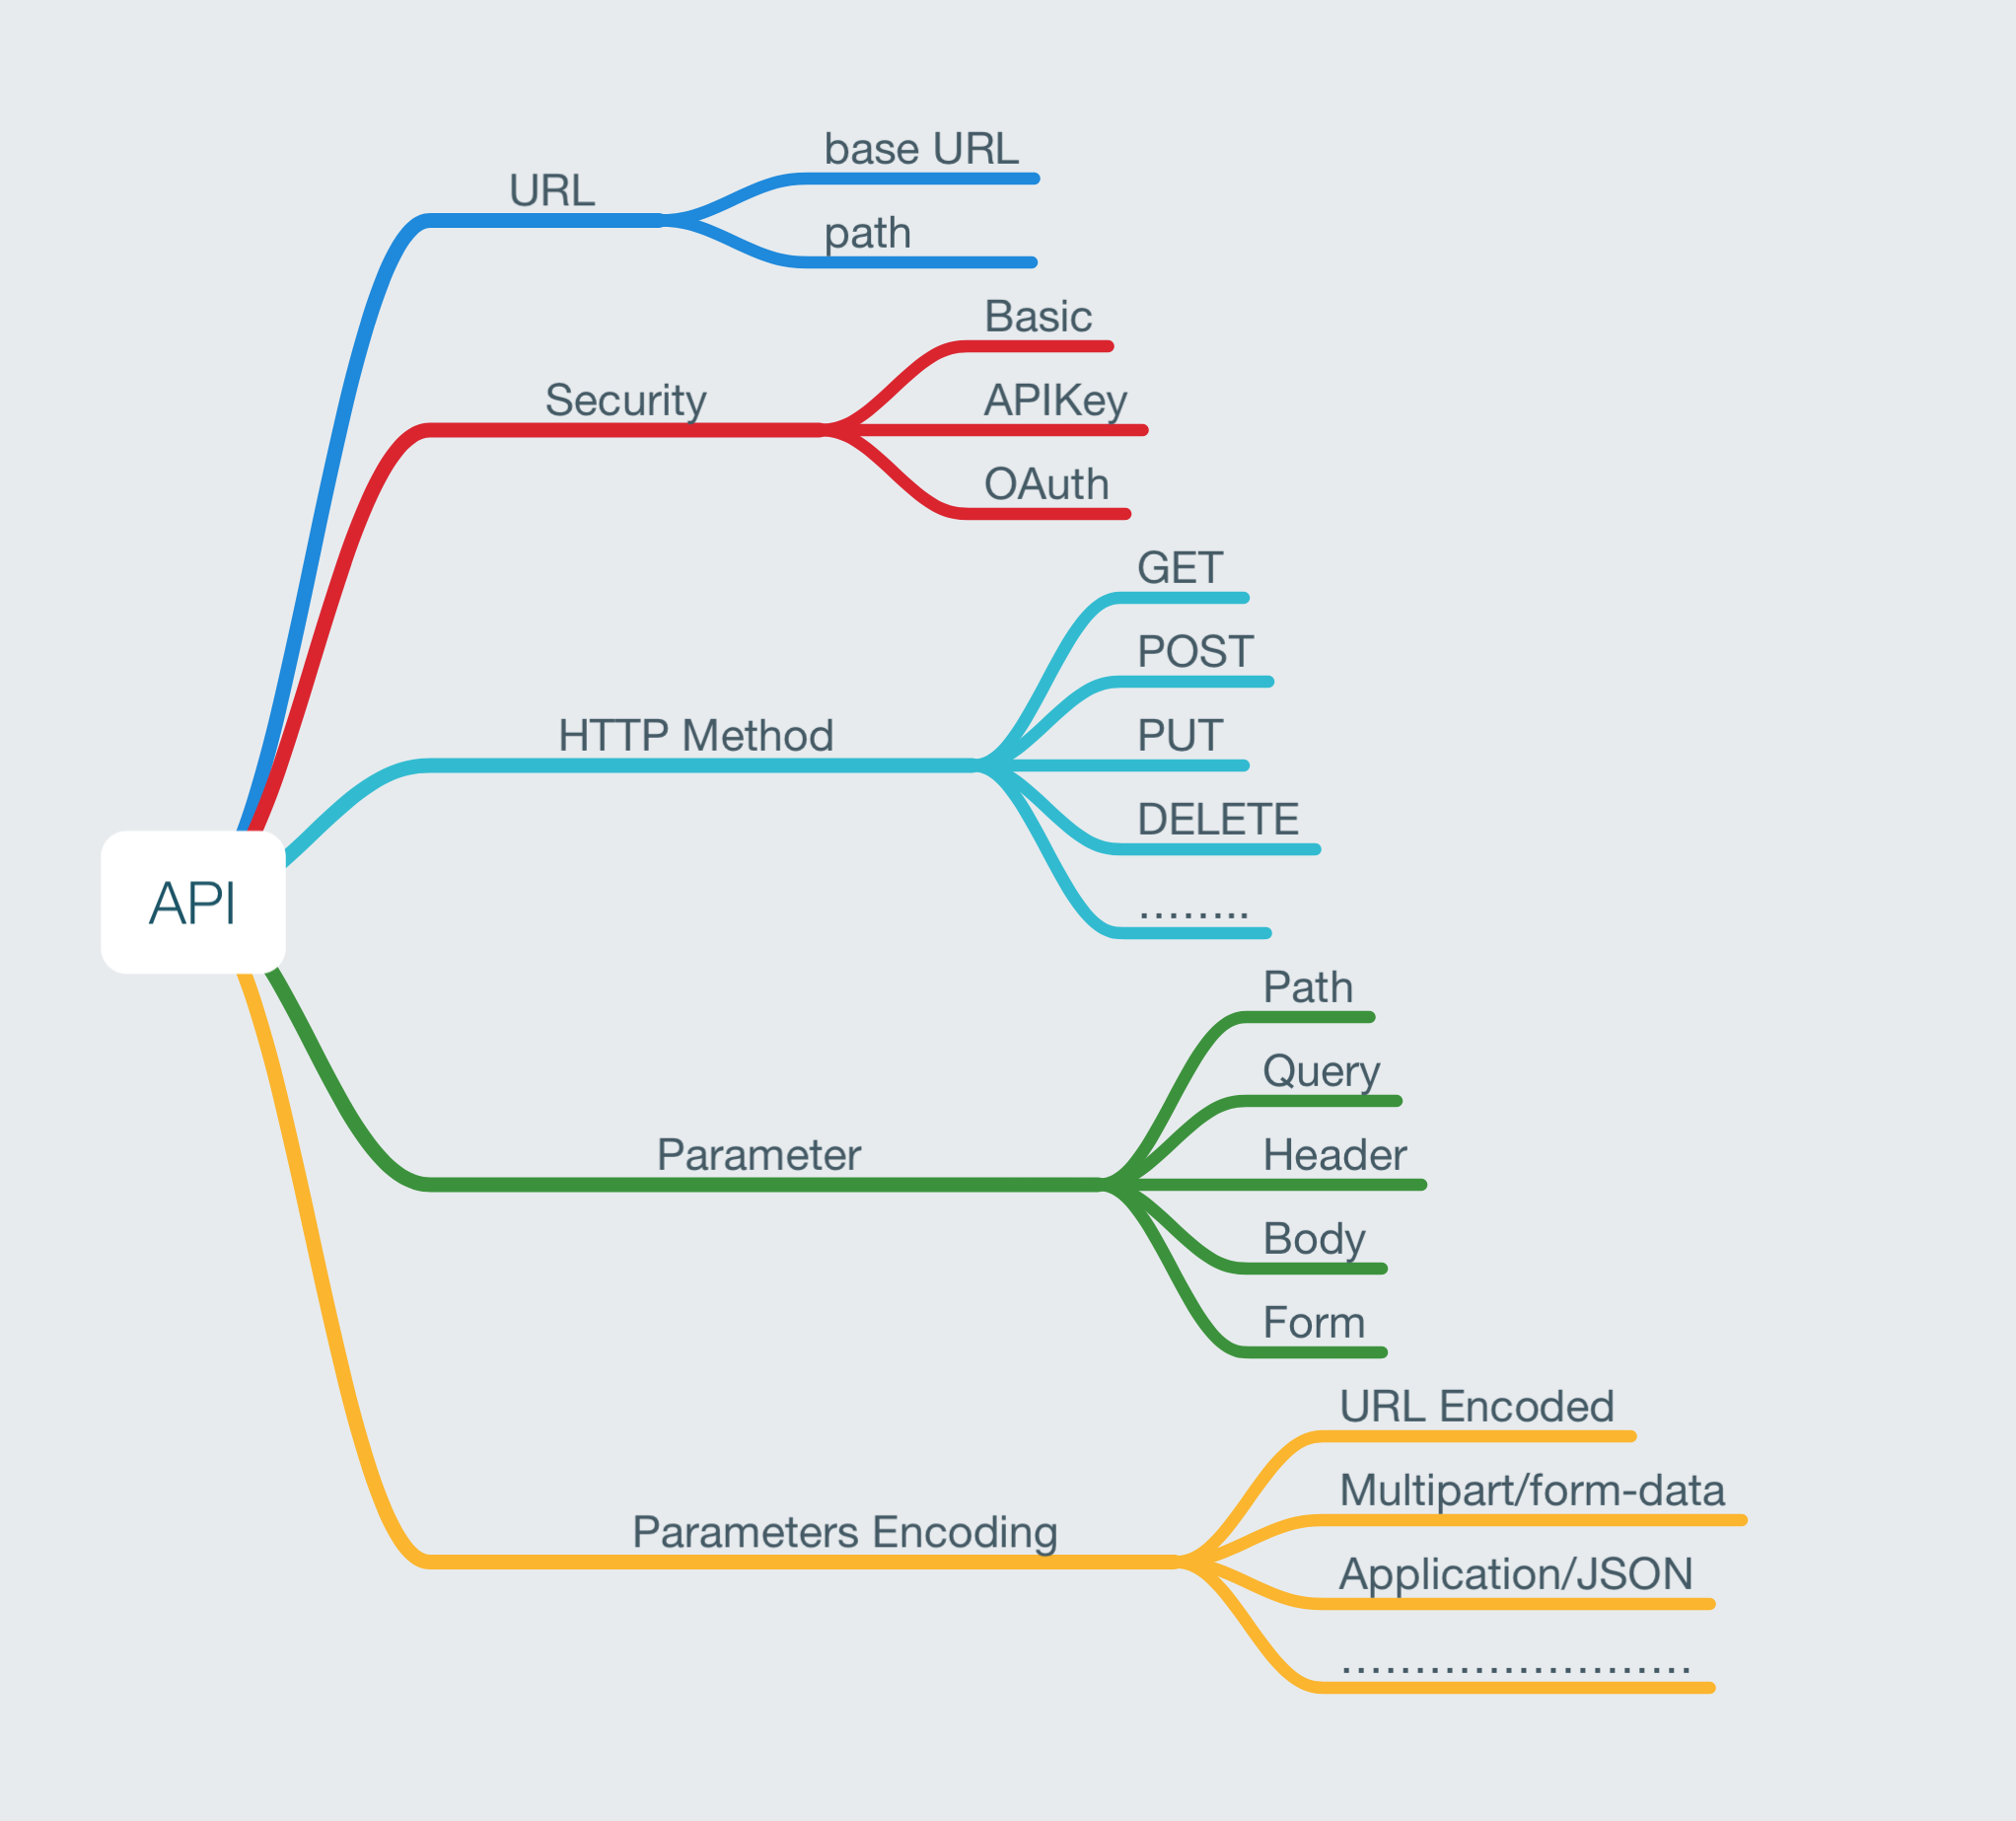 base URL
URL
path
Basic
Security
APIKey
OAuth
GET
POST
HTTP Method
PUT
DELETE
........
API
Path
Query
Parameter
Header
Body
Form
URL Encoded
Multipart/form-data
Parameters Encoding
Application/JSON
........................